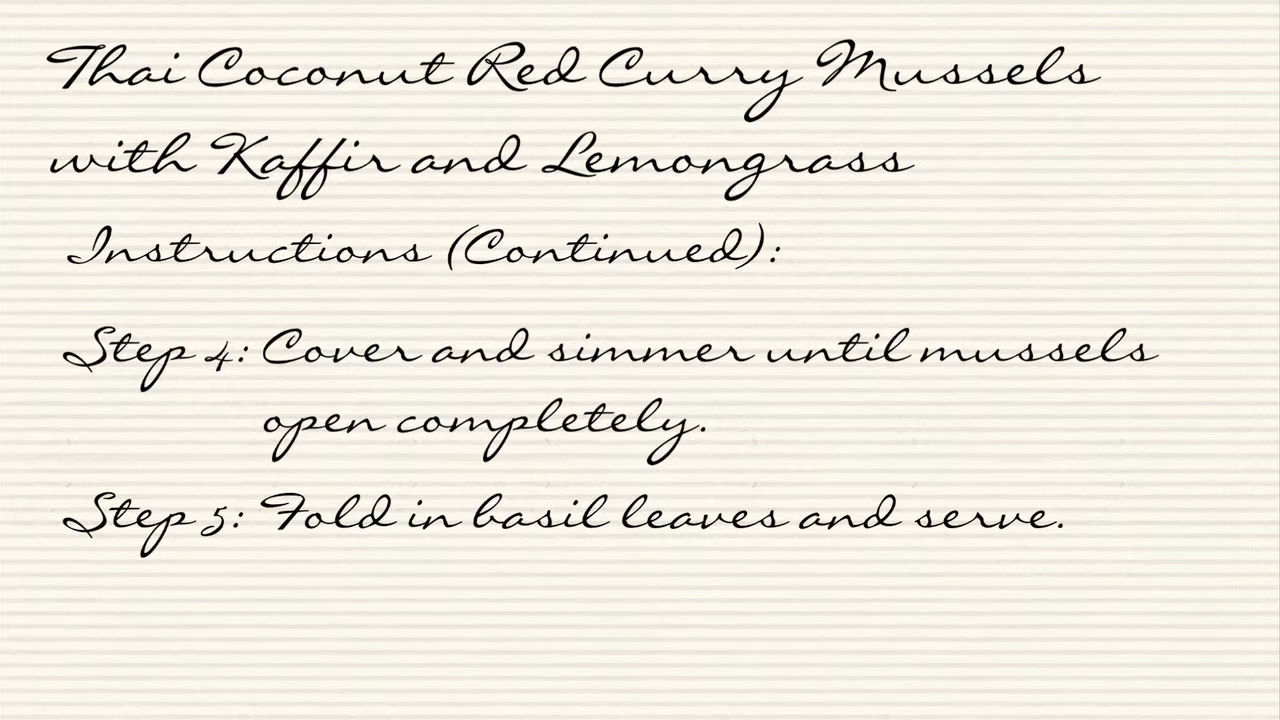 Thai Coconut Red Curry Mussels
with Kaffir and Lemongrass
Instructions (Continued):
Step 4: Cover and simmer until mussels
open completely.
Step 5: Fold in basil leaves and serve.